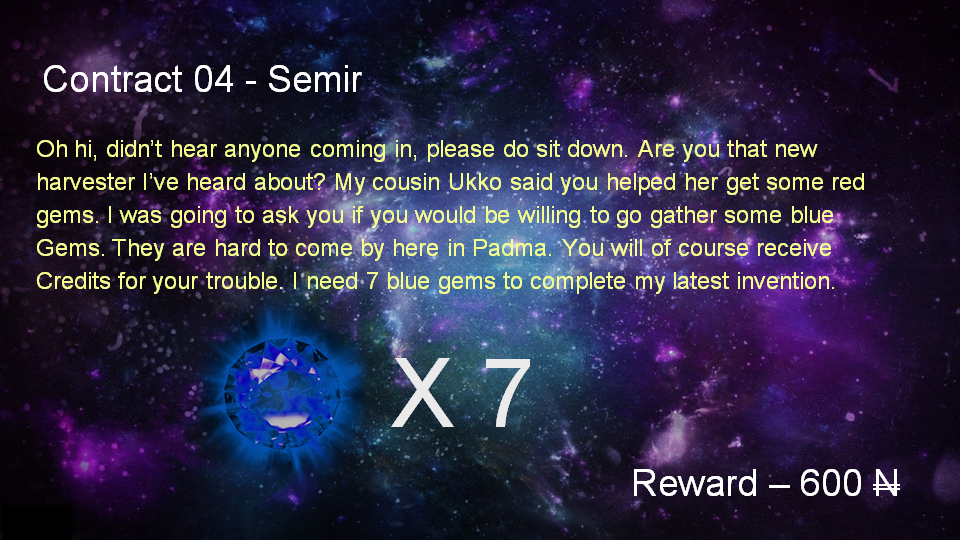 Contract 04 - Semir
Oh hi, didn’t hear anyone coming in, please do sit down. Are you that new
harvester I’ve heard about? My cousin Ukko said you helped her get some red
gems. I was going to ask you if you would be willing to go gather some blue
Gems. They are hard to come by here in Padma. You will of course receive
Credits for your trouble. I need 7 blue gems to complete my latest invention.
X 7
Reward – 600 ₦